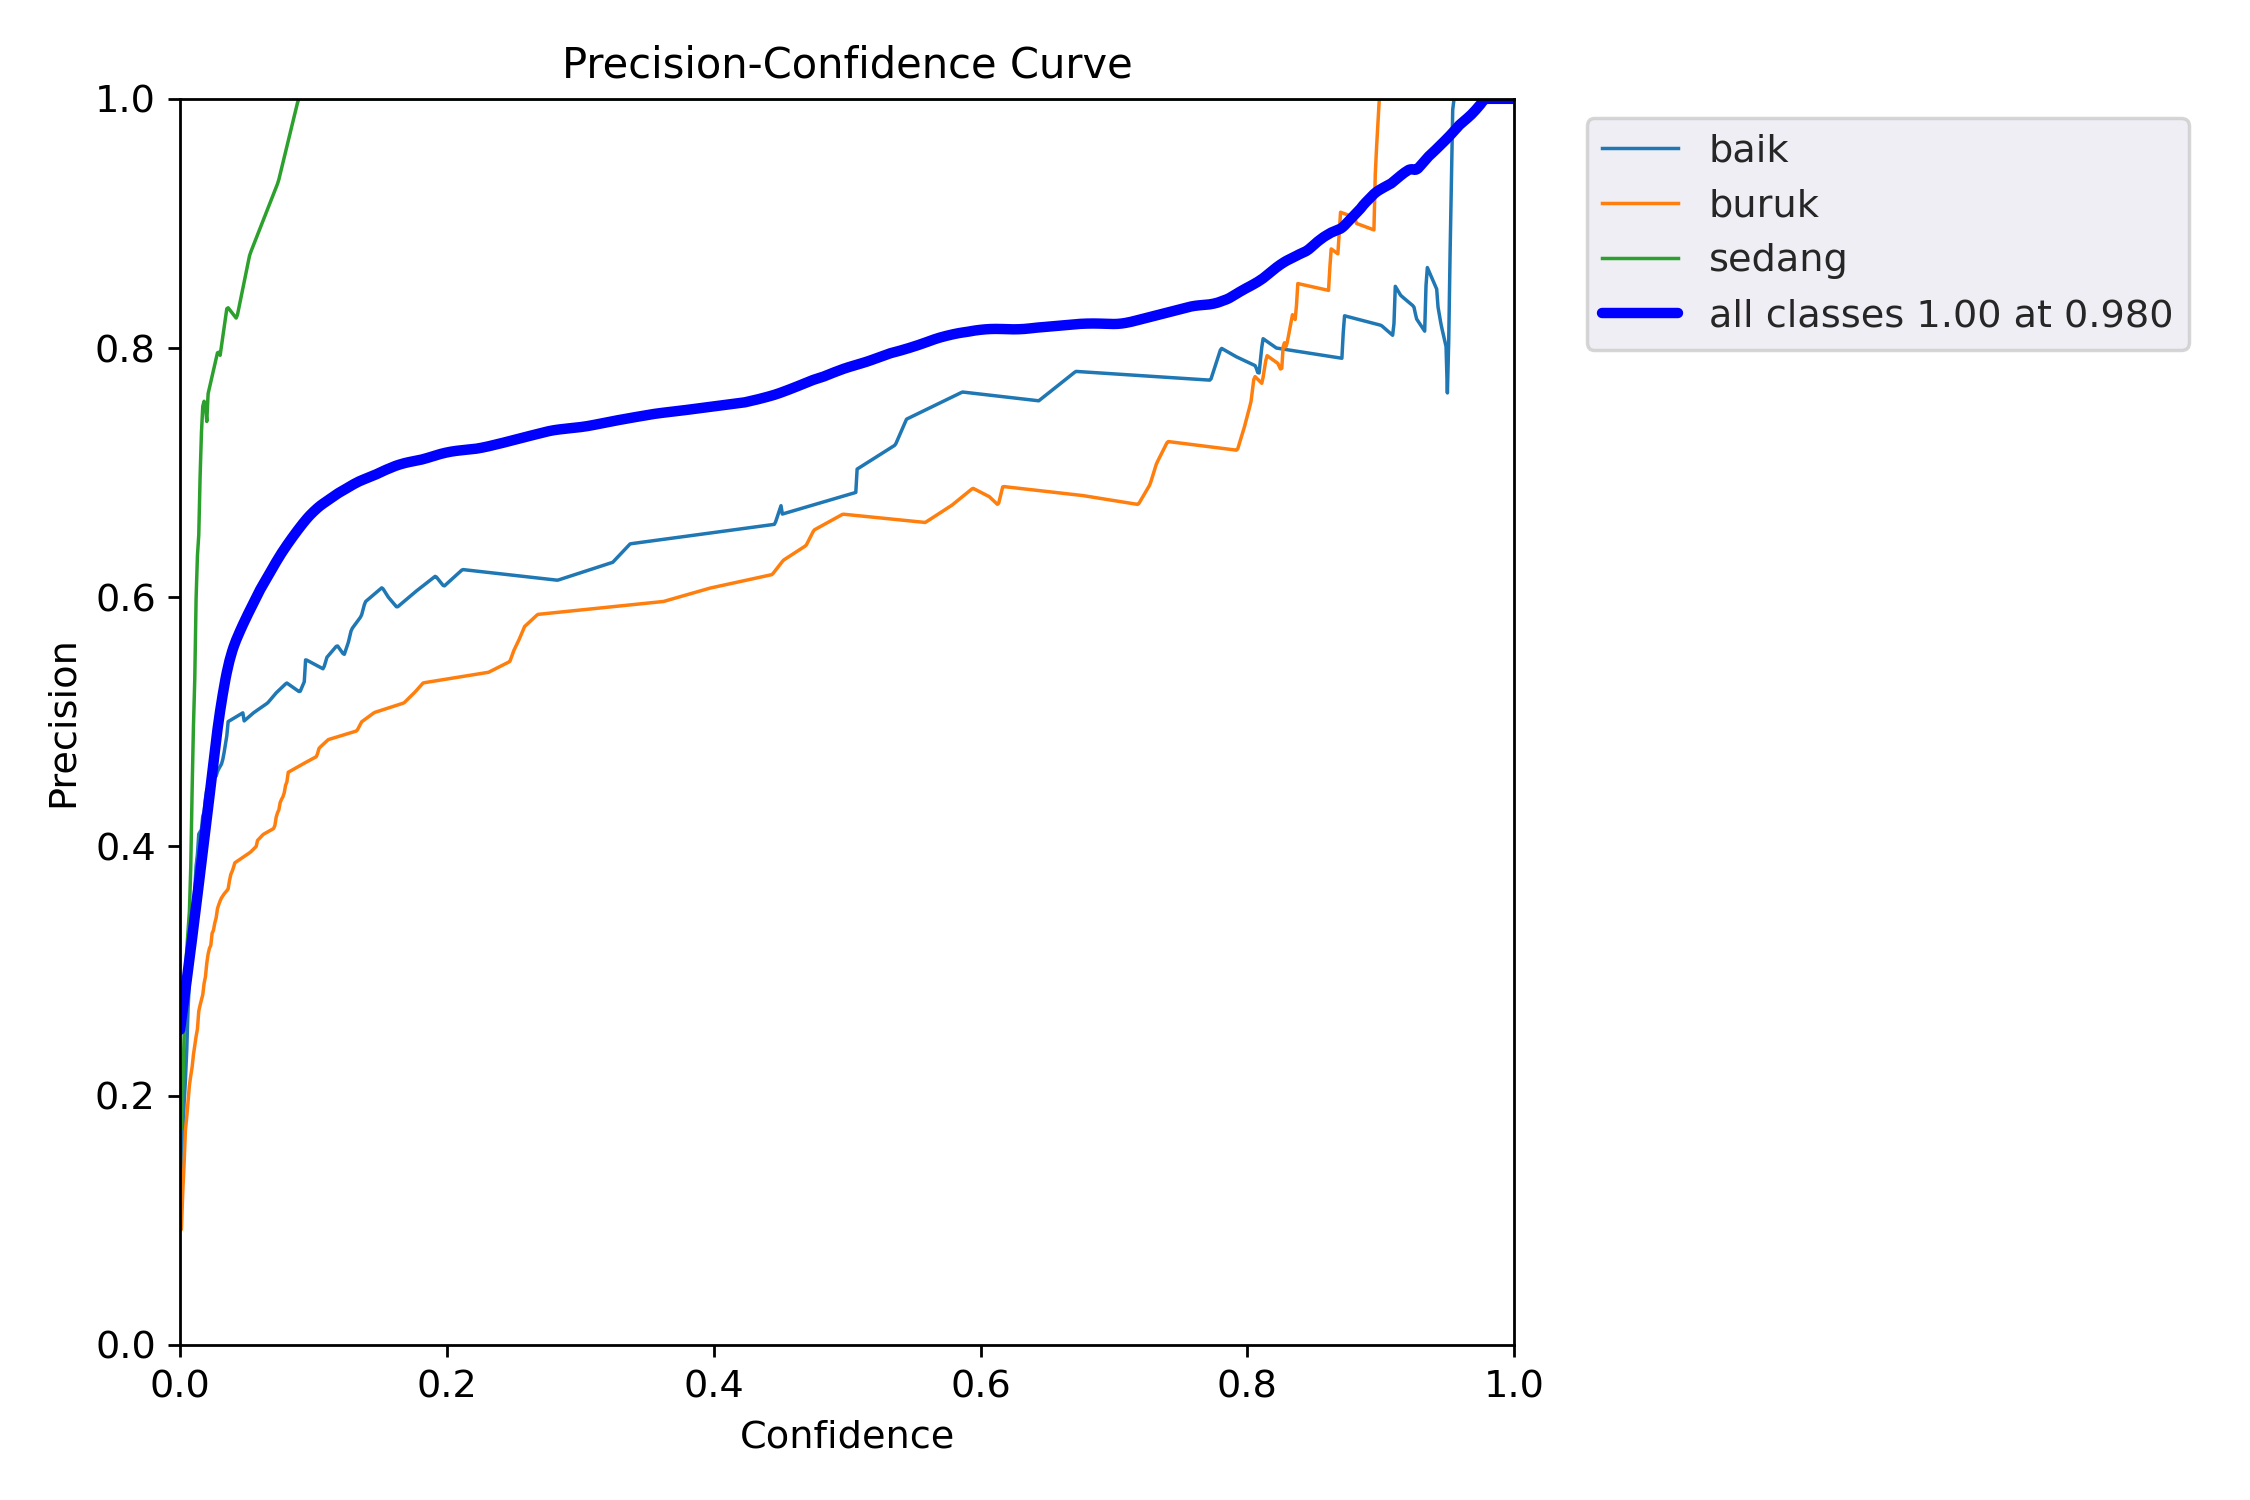 Precision-Confidence Curve
1.0
0.8
0.6
0.4
0.2
0.0
Precision
0.0 0.2 0.4 0.6 0.8 1.0
Confidence
baik
buruk
sedang
all classes 1.00 at 0.980